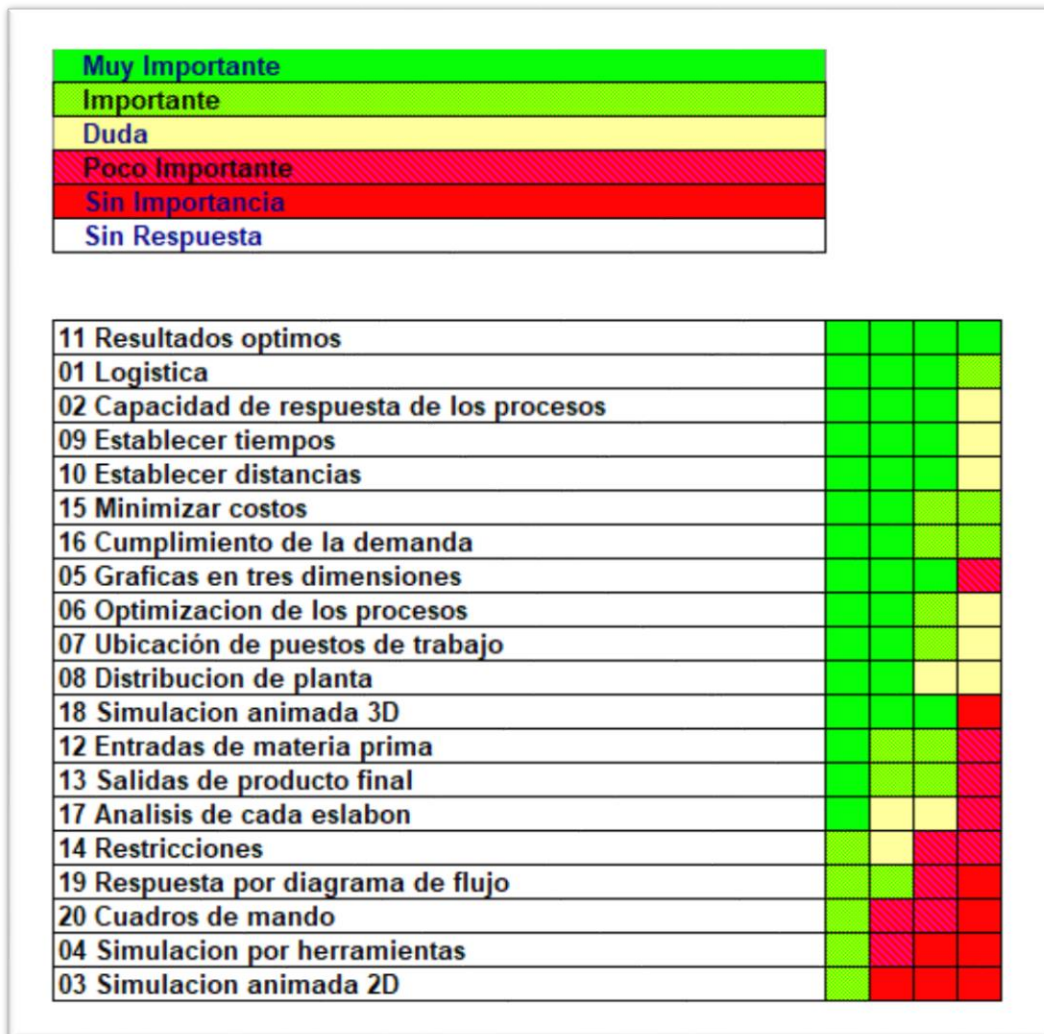 Muy Importante
Importante
Duda
Poco Importante
Sin Importancia
Sin Respuesta
11 Resultados optimos
01 Logistica
02 Capacidad de respuesta de los procesos
09 Establecer tiempos
10 Establecer distancias
15 Minimizar costos
16 Cumplimiento de la demanda
05 Graficas en tres dimensiones
06 Optimizacion de los procesos
07 Ubicación de puestos de trabajo
08 Distribucion de planta
18 Simulacion animada 3D
12 Entradas de materia prima
13 Salidas de producto final
17 Analisis de cada eslabon
14 Restricciones
19 Respuesta por diagrama de flujo
20 Cuadros de mando
04 Simulacion por herramientas
03 Simulacion animada 2D